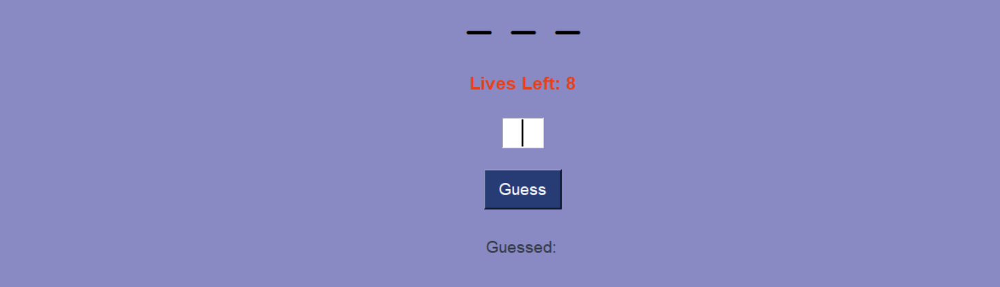 _ _ _
Lives Left: 8
Guess
Guessed: